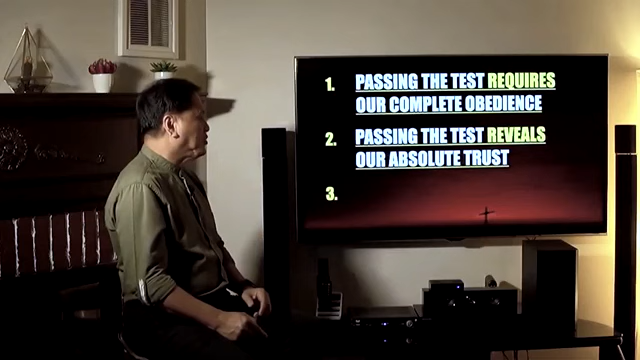 1. PASSING THE TEST REQUIRES
OUR COMPLETE OBEDIENCE
2. PASSING THE TEST REVEALS
OUR ABSOLUTE TRUST
3.